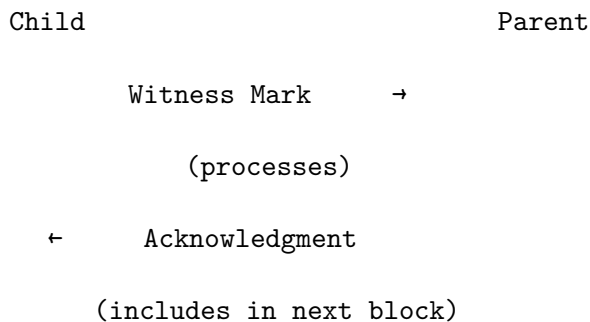 Child Parent
Witness Mark →
(processes)
← Acknowledgment
(includes in next block)